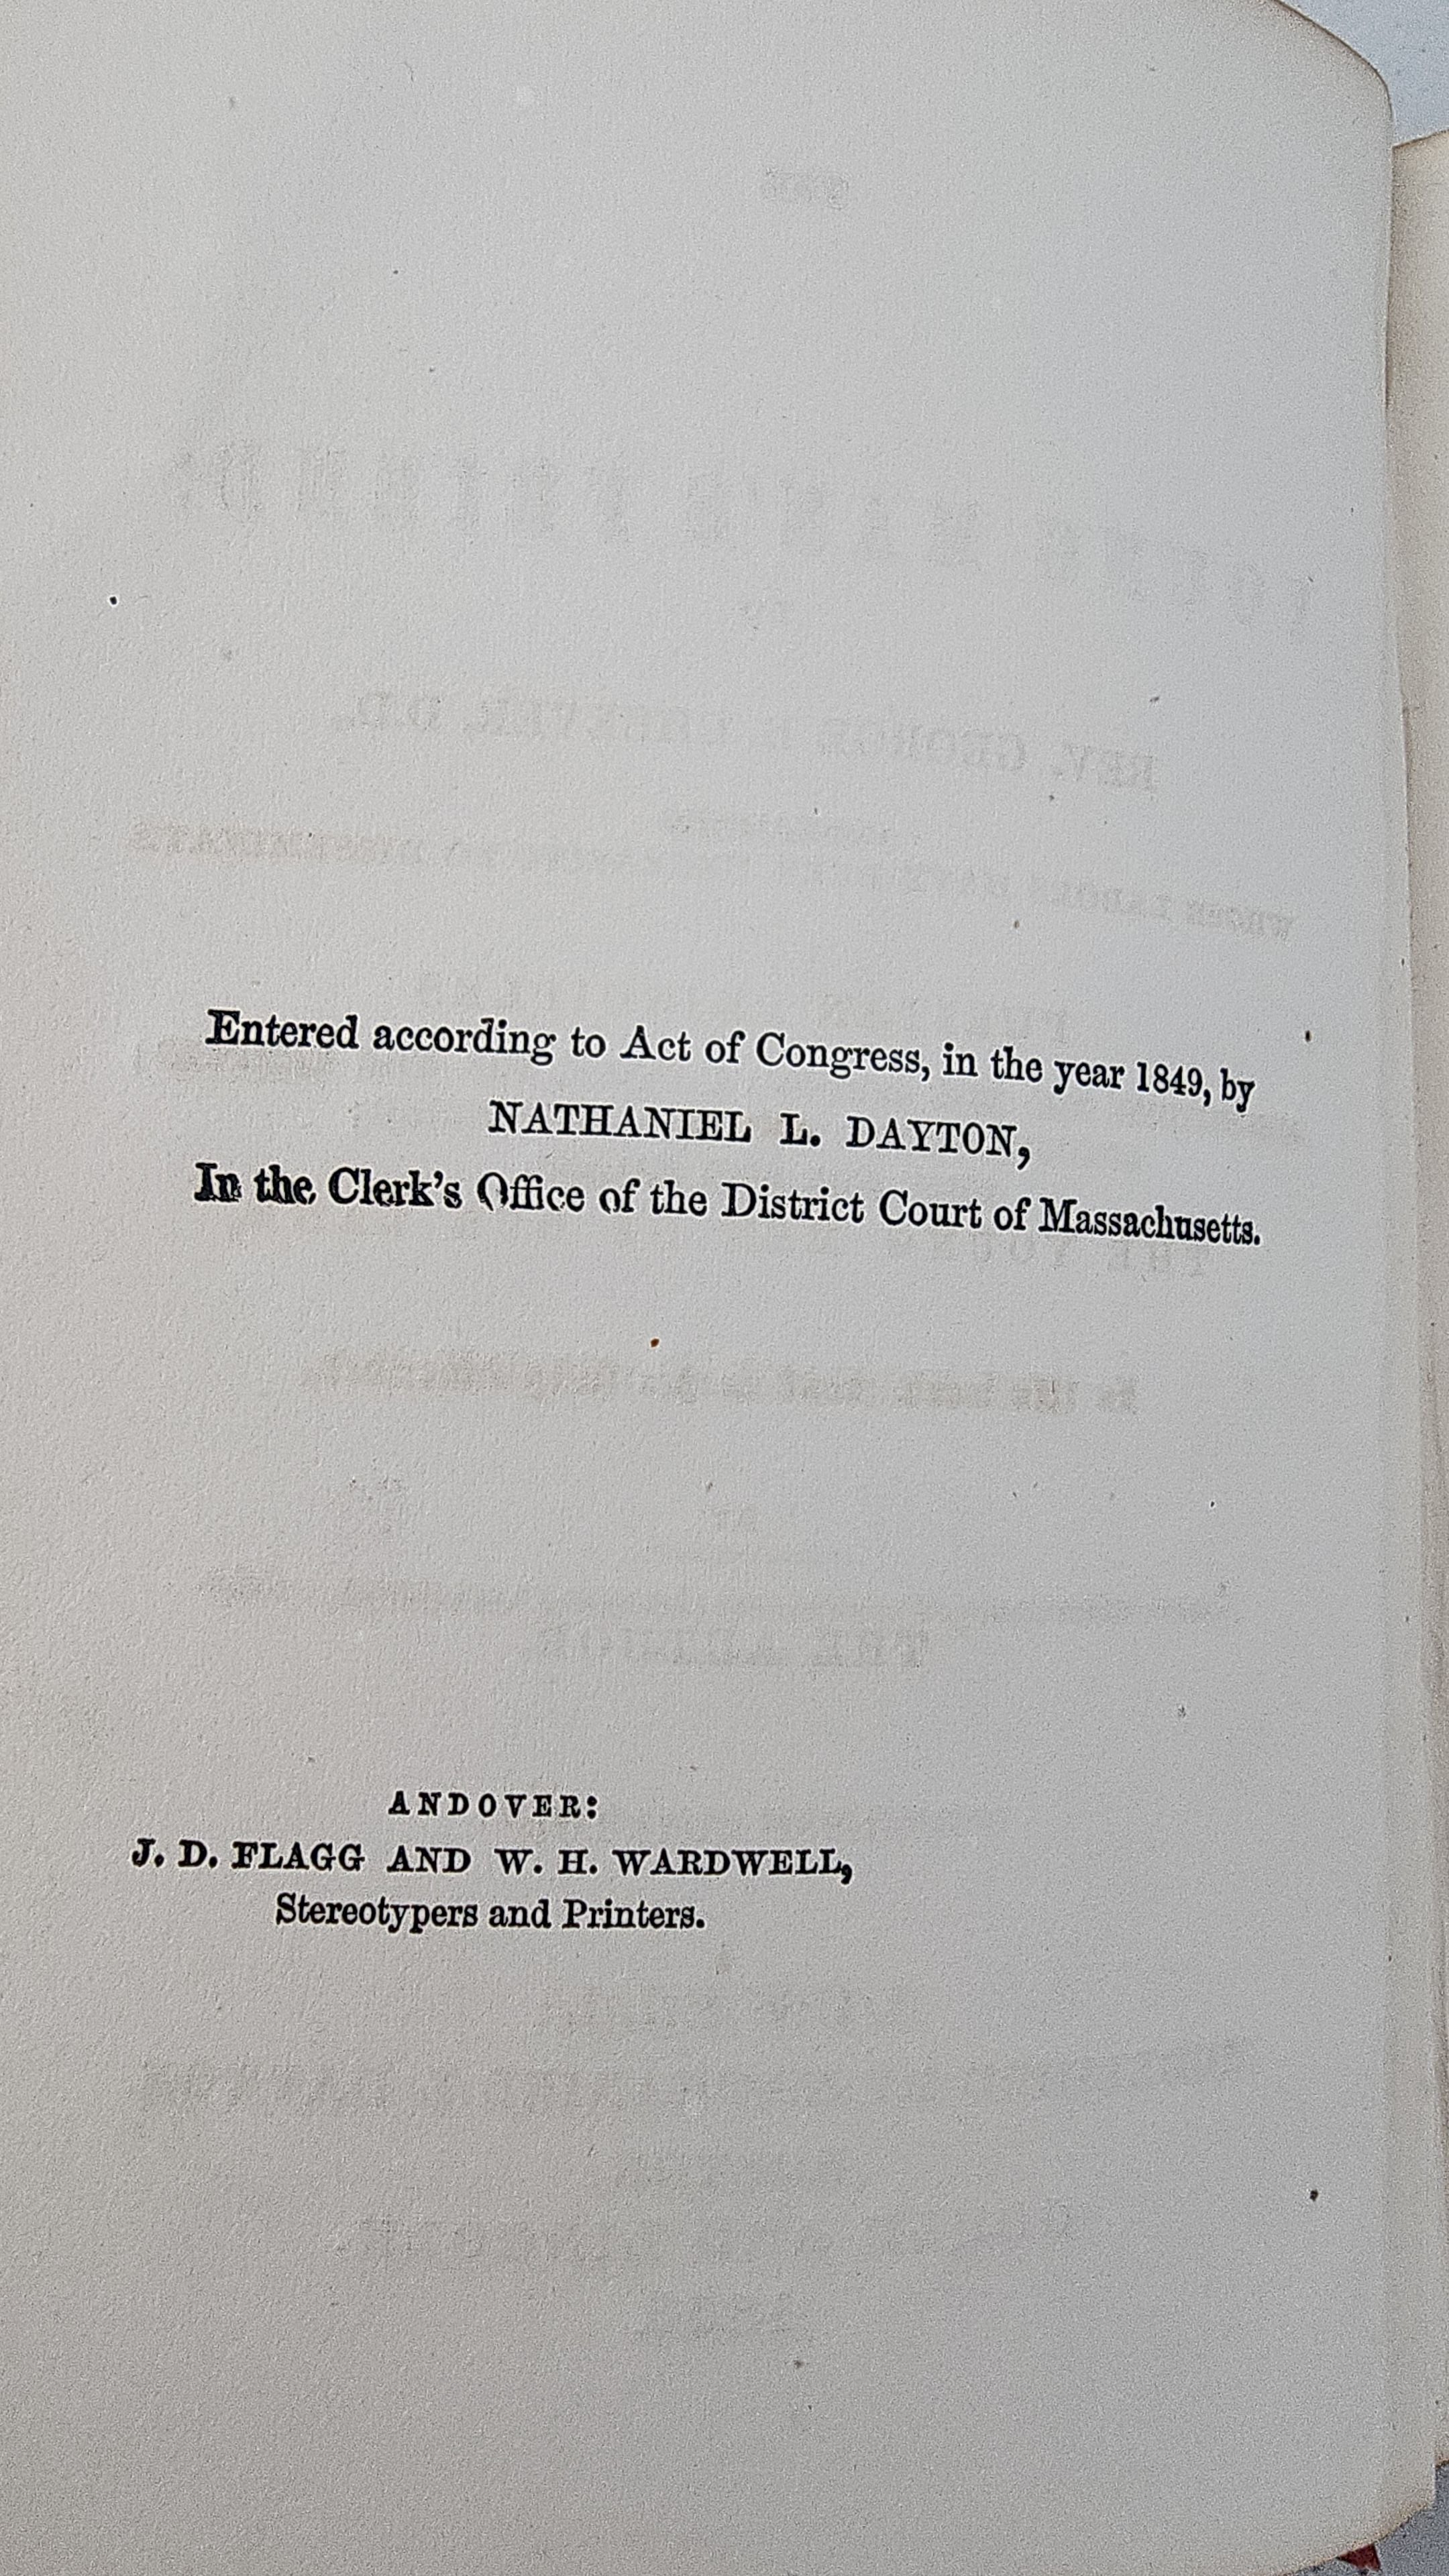 Entered according to Act of Congress, in the year 1849, by
NATHANIEL L. DAYTON,
In the Clerk's Office of the District Court of Massachusetts.
ANDOVER:
J. D. FLAGG AND W. H. WARDWELL,
Stereotypers and Printers.